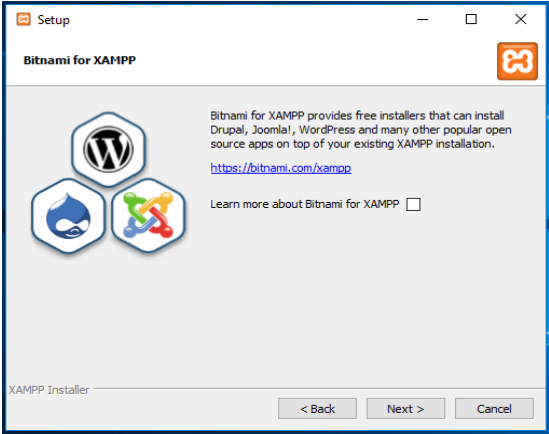 Setup
Bitnami for XAMPP
Bitnami for XAMPP provides free installers that can install
Drupal, Joomla!, WordPress and many other popular open
source apps on top of your existing XAMPP installation.
https://bitnami.com/xampp
Learn more about Bitnami for XAMPP
XAMPP Installer
< Back
Next >
Cancel